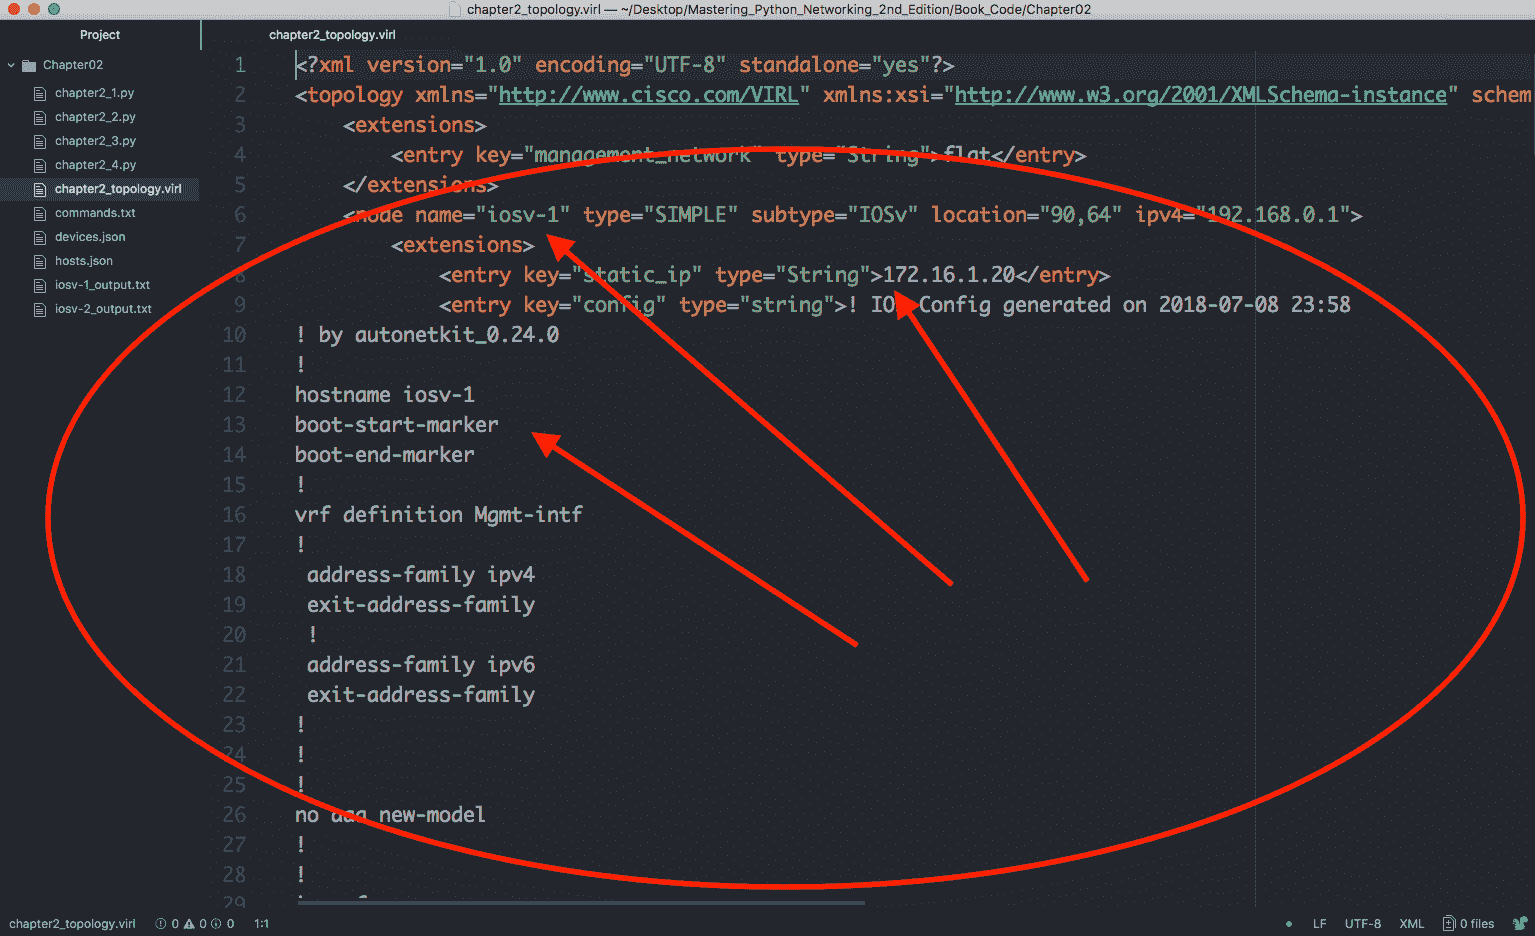 chapter2_topology.virl — ~/Desktop/Mastering_Python_Networking_2nd_Edition/Book_Code/Chapter02
Project
Chapter02
chapter2_1.py
chapter2_2.py
chapter2_3.py
chapter2_4.py
chapter2_topology.virl
commands.txt
devices.json
hosts.json
iosv-1_output.txt
iosv-2_output.txt
chapter2_topology.virl
1 <?xml version="1.0" encoding="UTF-8" standalone="yes"?>
2 <topology xmlns="http://www.cisco.com/VIRL" xmlns:xsi="http://www.w3.org/2001/XMLSchema-instance" schem
3 <extensions>
4 <entry key="management_network" type="String">flat</entry>
5 </extensions>
6 <node name="iosv-1" type="SIMPLE" subtype="IOSv" location="90,64" ipv4="192.168.0.1">
7 <extensions>
8 <entry key="static_ip" type="String">172.16.1.20</entry>
9 <entry key="config" type="string">! IOS Config generated on 2018-07-08 23:58
10 ! by autonetkit_0.24.0
11 !
12 hostname iosv-1
13 boot-start-marker
14 boot-end-marker
15 !
16 vrf definition Mgmt-intf
17 !
18 address-family ipv4
19 exit-address-family
20 !
21 address-family ipv6
22 exit-address-family
23 !
24 !
25 !
26 no aaa new-model
27 !
28 !
29
chapter2_topology.virl 0 0 0 1:1 LF UTF-8 XML 0 files